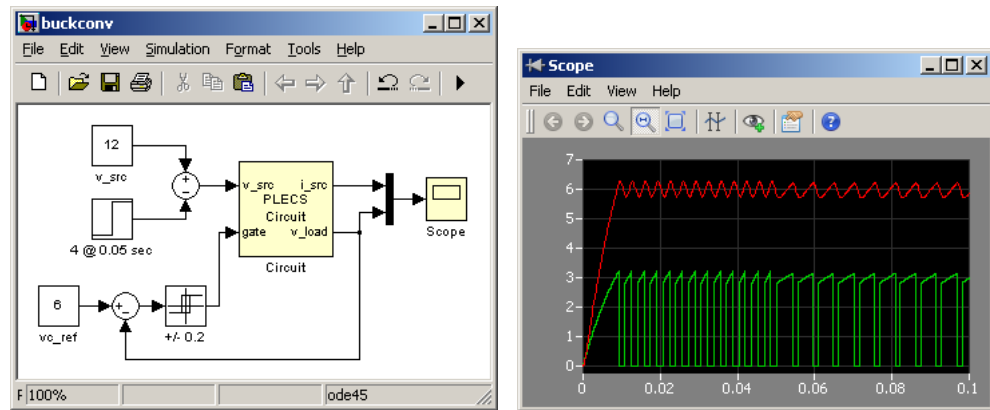 buckconv
File Edit View Simulation Format Tools Help
12
v_src
+
−
4 @ 0.05 sec
v_src i_src
PLECS
Circuit
gate v_load
Circuit
Scope
6
vc_ref
+
−
+/- 0.2
F 100% ode45
Scope
File Edit View Help
7
6
5
4
3
2
1
0
0 0.02 0.04 0.06 0.08 0.1